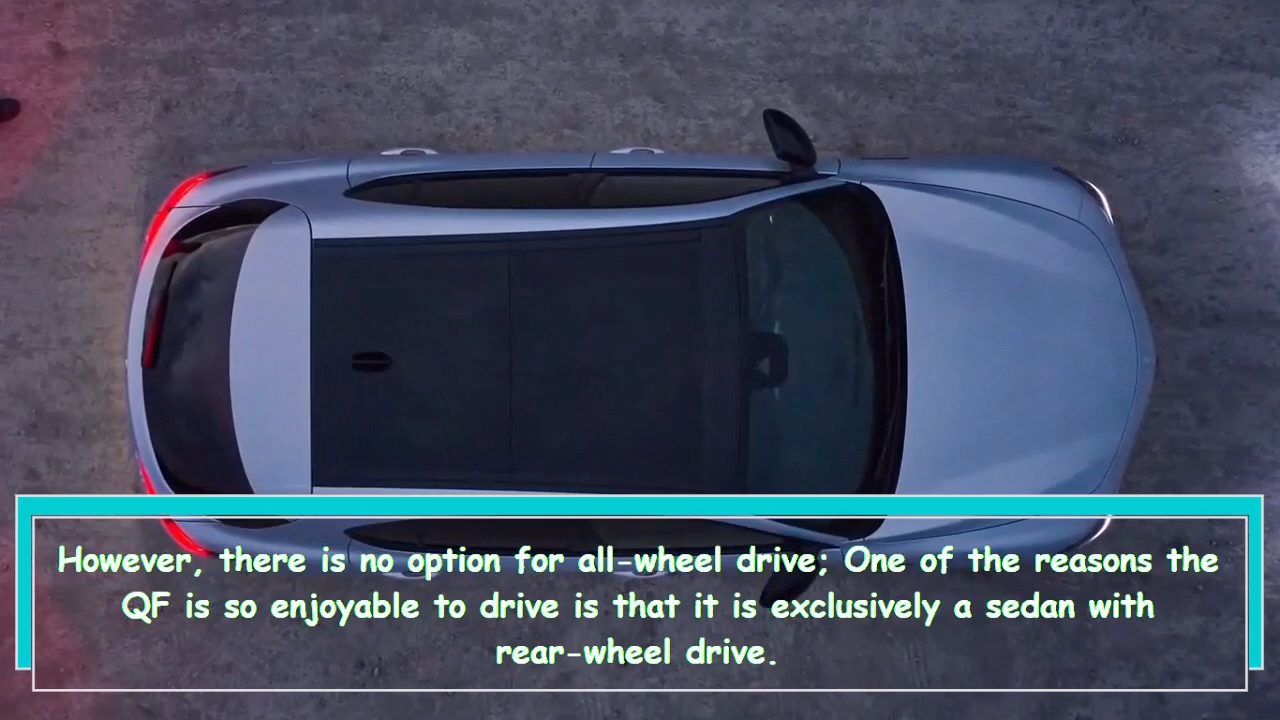 However, there is no option for all-wheel drive; One of the reasons the
QF is so enjoyable to drive is that it is exclusively a sedan with
rear-wheel drive.